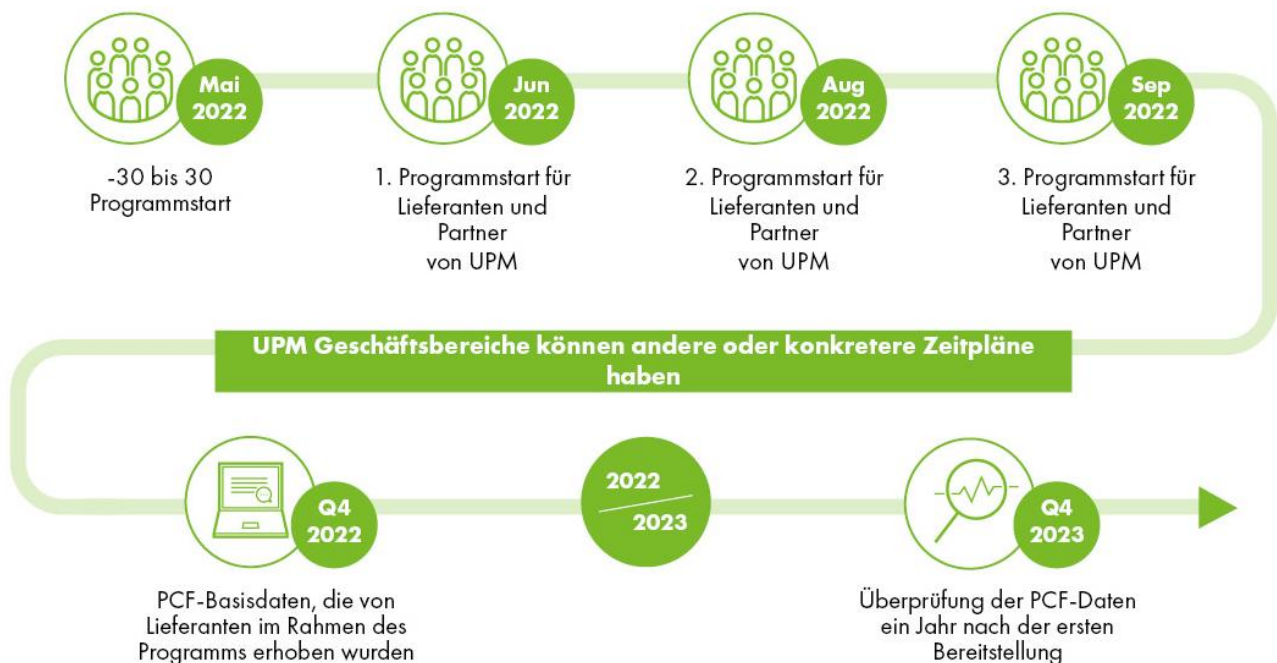 Mai
2022
Jun
2022
Aug
2022
Sep
2022
-30 bis 30
Programmstart
1. Programmstart für
Lieferanten und
Partner
von UPM
2. Programmstart für
Lieferanten und
Partner
von UPM
3. Programmstart für
Lieferanten und
Partner
von UPM
UPM Geschäftsbereiche können andere oder konkretere Zeitpläne
haben
Q4
2022
2022
2023
Q4
2023
PCF-Basisdaten, die von
Lieferanten im Rahmen des
Programms erhoben wurden
Überprüfung der PCF-Daten
ein Jahr nach der ersten
Bereitstellung